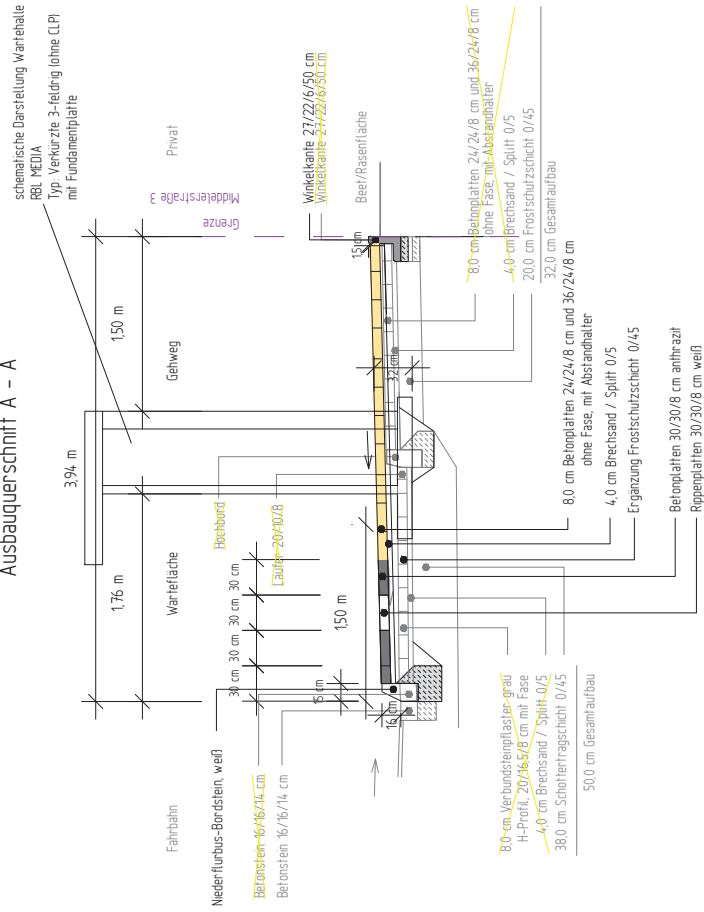 Ausbauquerschnitt A - A
schematische Darstellung Wartehalle
RBL MEDIA
Typ: Verkürzte 3-feldrig (ohne CLP)
mit Fundamentplatte
3,94 m
1,76 m
1,50 m
Fahrbahn
Wartefläche
Gehweg
Privat
Grenze
Middelerstraße 3
Hochbord
Läufer 20/10/8
30 cm
30 cm
30 cm
30 cm
1,50 m
15 cm
16 cm
15 cm
32 cm
Niederflurbus-Bordstein, weiß
Betonstein 16/16/14 cm
Betonstein 16/16/14 cm
Winkelkante 27/22/6/50 cm
Winkelkante 27/22/6/50 cm
Beet/Rasenfläche
8,0 cm Betonplatten 24/24/8 cm und 36/24/8 cm
ohne Fase, mit Abstandhalter
4,0 cm Brechsand / Splitt 0/5
20,0 cm Frostschutzschicht 0/45
32,0 cm Gesamtaufbau
8,0 cm Betonplatten 24/24/8 cm und 36/24/8 cm
ohne Fase, mit Abstandhalter
4,0 cm Brechsand / Splitt 0/5
Ergänzung Frostschutzschicht 0/45
Betonplatten 30/30/8 cm anthrazit
Rippenplatten 30/30/8 cm weiß
8,0 cm Verbundsteinpflaster grau
H-Profil, 20/16,5/8 cm mit Fase
4,0 cm Brechsand / Splitt 0/5
38,0 cm Schottertragschicht 0/45
50,0 cm Gesamtaufbau